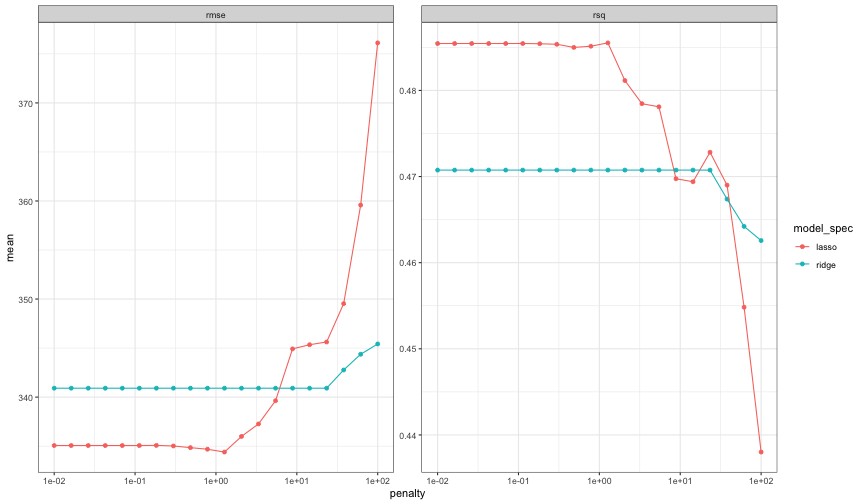 rmse
rsq
mean
370
360
350
340
0.48
0.47
0.46
0.45
0.44
1e-02
1e-01
1e+00
1e+01
1e+02
1e-02
1e-01
1e+00
1e+01
1e+02
penalty
model_spec
lasso
ridge